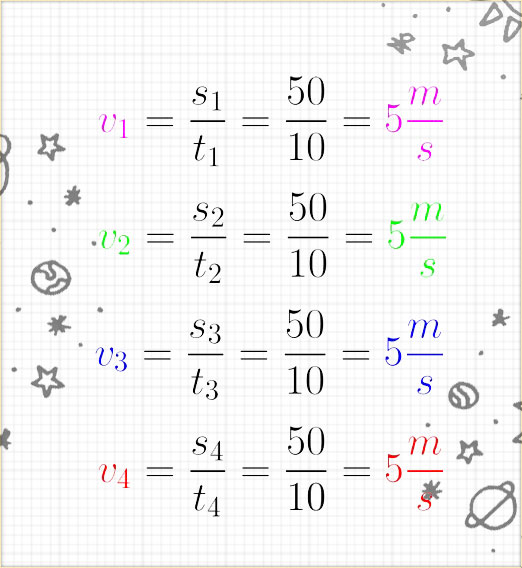 v₁ = s₁/t₁ = 50/10 = 5 m/s
v₂ = s₂/t₂ = 50/10 = 5 m/s
v₃ = s₃/t₃ = 50/10 = 5 m/s
v₄ = s₄/t₄ = 50/10 = 5 m/s